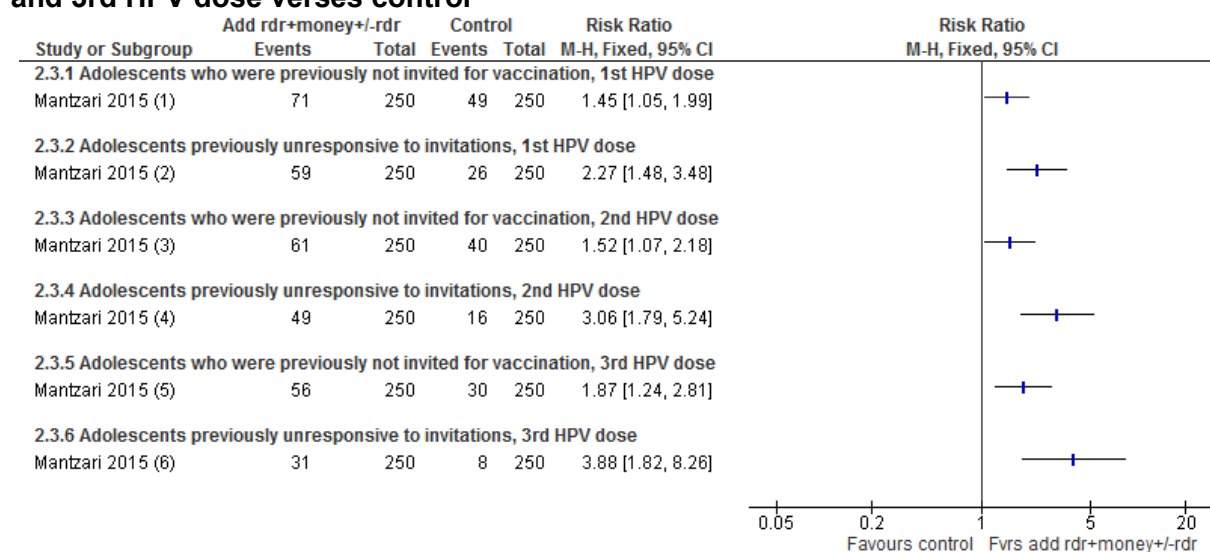 and 3rd HPV dose verses control
Add rdr+money+/-rdr Control Risk Ratio Risk Ratio
Study or Subgroup Events Total Events Total M-H, Fixed, 95% CI M-H, Fixed, 95% CI
2.3.1 Adolescents who were previously not invited for vaccination, 1st HPV dose
Mantzari 2015 (1) 71 250 49 250 1.45 [1.05, 1.99]
2.3.2 Adolescents previously unresponsive to invitations, 1st HPV dose
Mantzari 2015 (2) 59 250 26 250 2.27 [1.48, 3.48]
2.3.3 Adolescents who were previously not invited for vaccination, 2nd HPV dose
Mantzari 2015 (3) 61 250 40 250 1.52 [1.07, 2.18]
2.3.4 Adolescents previously unresponsive to invitations, 2nd HPV dose
Mantzari 2015 (4) 49 250 16 250 3.06 [1.79, 5.24]
2.3.5 Adolescents who were previously not invited for vaccination, 3rd HPV dose
Mantzari 2015 (5) 56 250 30 250 1.87 [1.24, 2.81]
2.3.6 Adolescents previously unresponsive to invitations, 3rd HPV dose
Mantzari 2015 (6) 31 250 8 250 3.88 [1.82, 8.26]
0.05 0.2 1 5 20
Favours control Fvrs add rdr+money+/-rdr